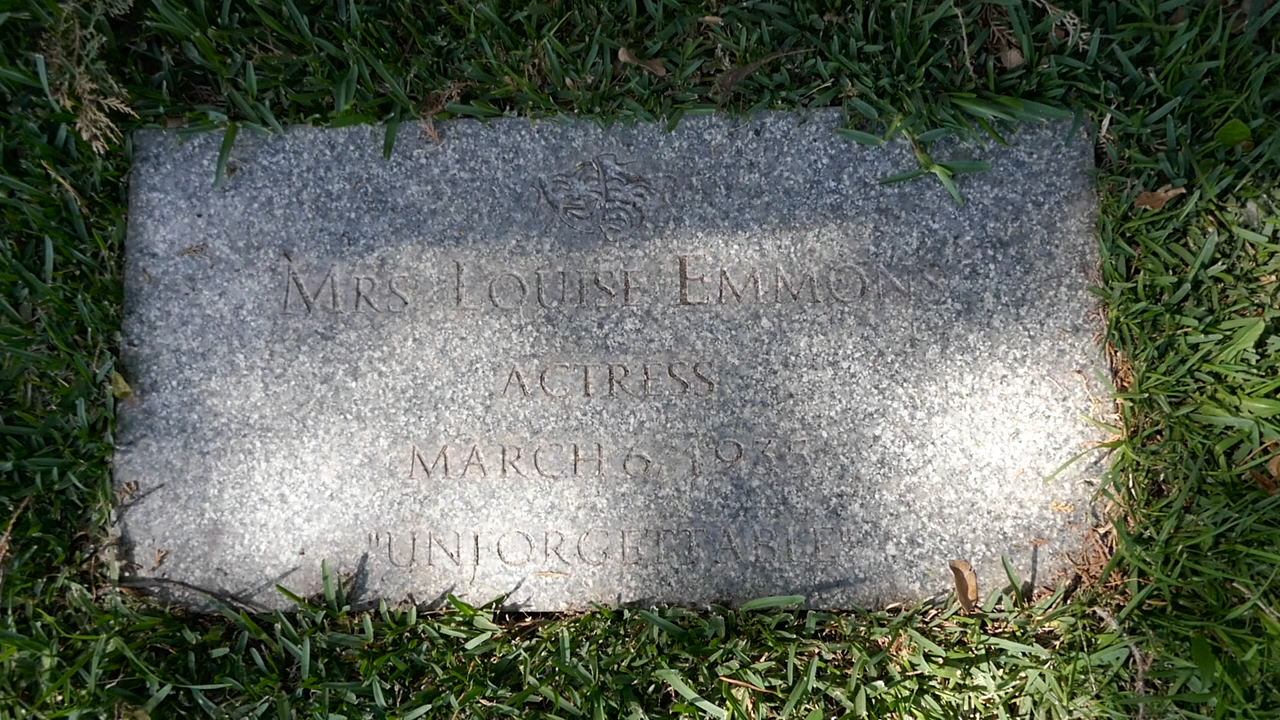 MRS LOUISE EMMONS
ACTRESS
MARCH 6, 1935
"UNFORGETTABLE"